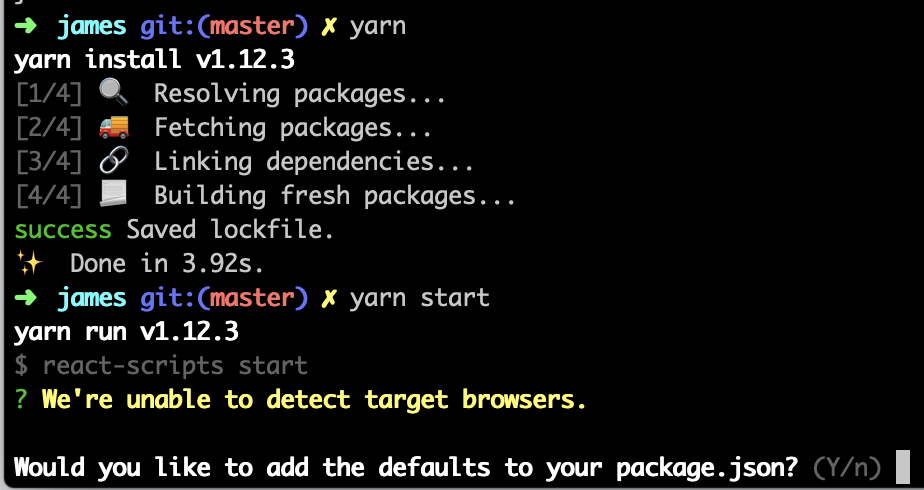 ➜ james git:(master) ✗ yarn
yarn install v1.12.3
[1/4] 🔍 Resolving packages...
[2/4] 🚚 Fetching packages...
[3/4] 🔗 Linking dependencies...
[4/4] 📃 Building fresh packages...
success Saved lockfile.
✨ Done in 3.92s.
➜ james git:(master) ✗ yarn start
yarn run v1.12.3
$ react-scripts start
? We're unable to detect target browsers.
Would you like to add the defaults to your package.json? (Y/n)